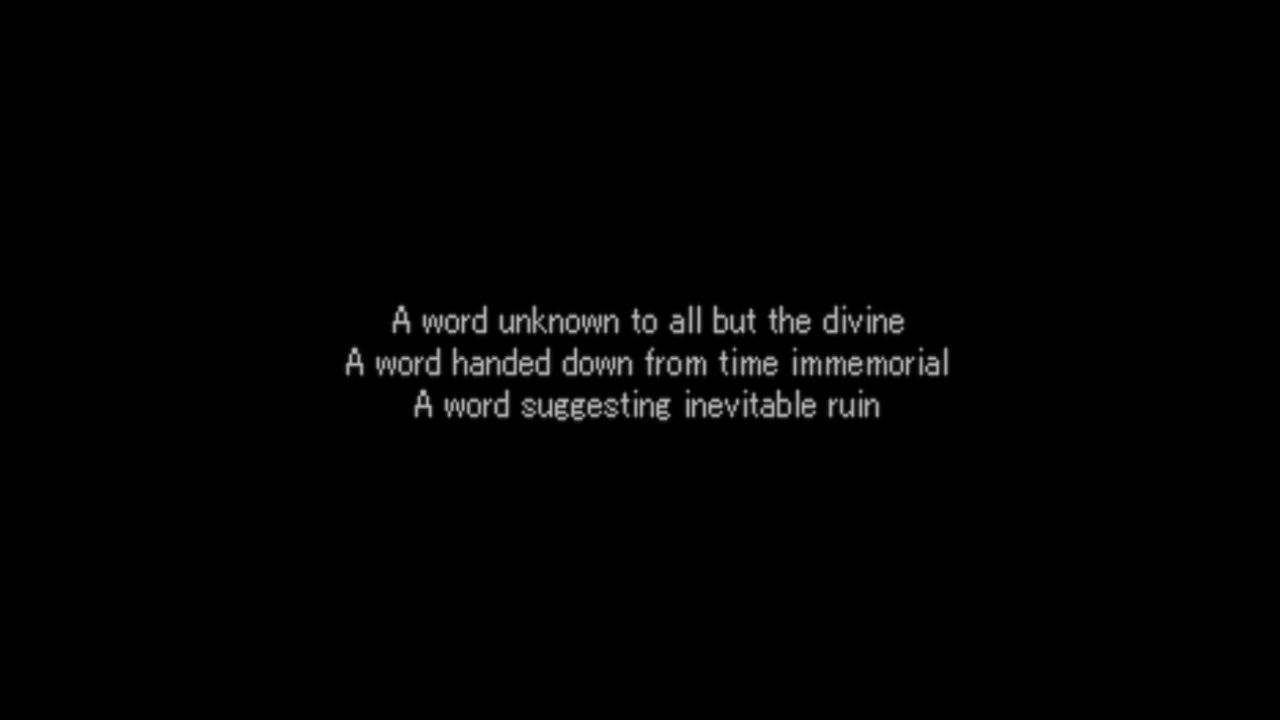 A word unknown to all but the divine
A word handed down from time immemorial
A word suggesting inevitable ruin